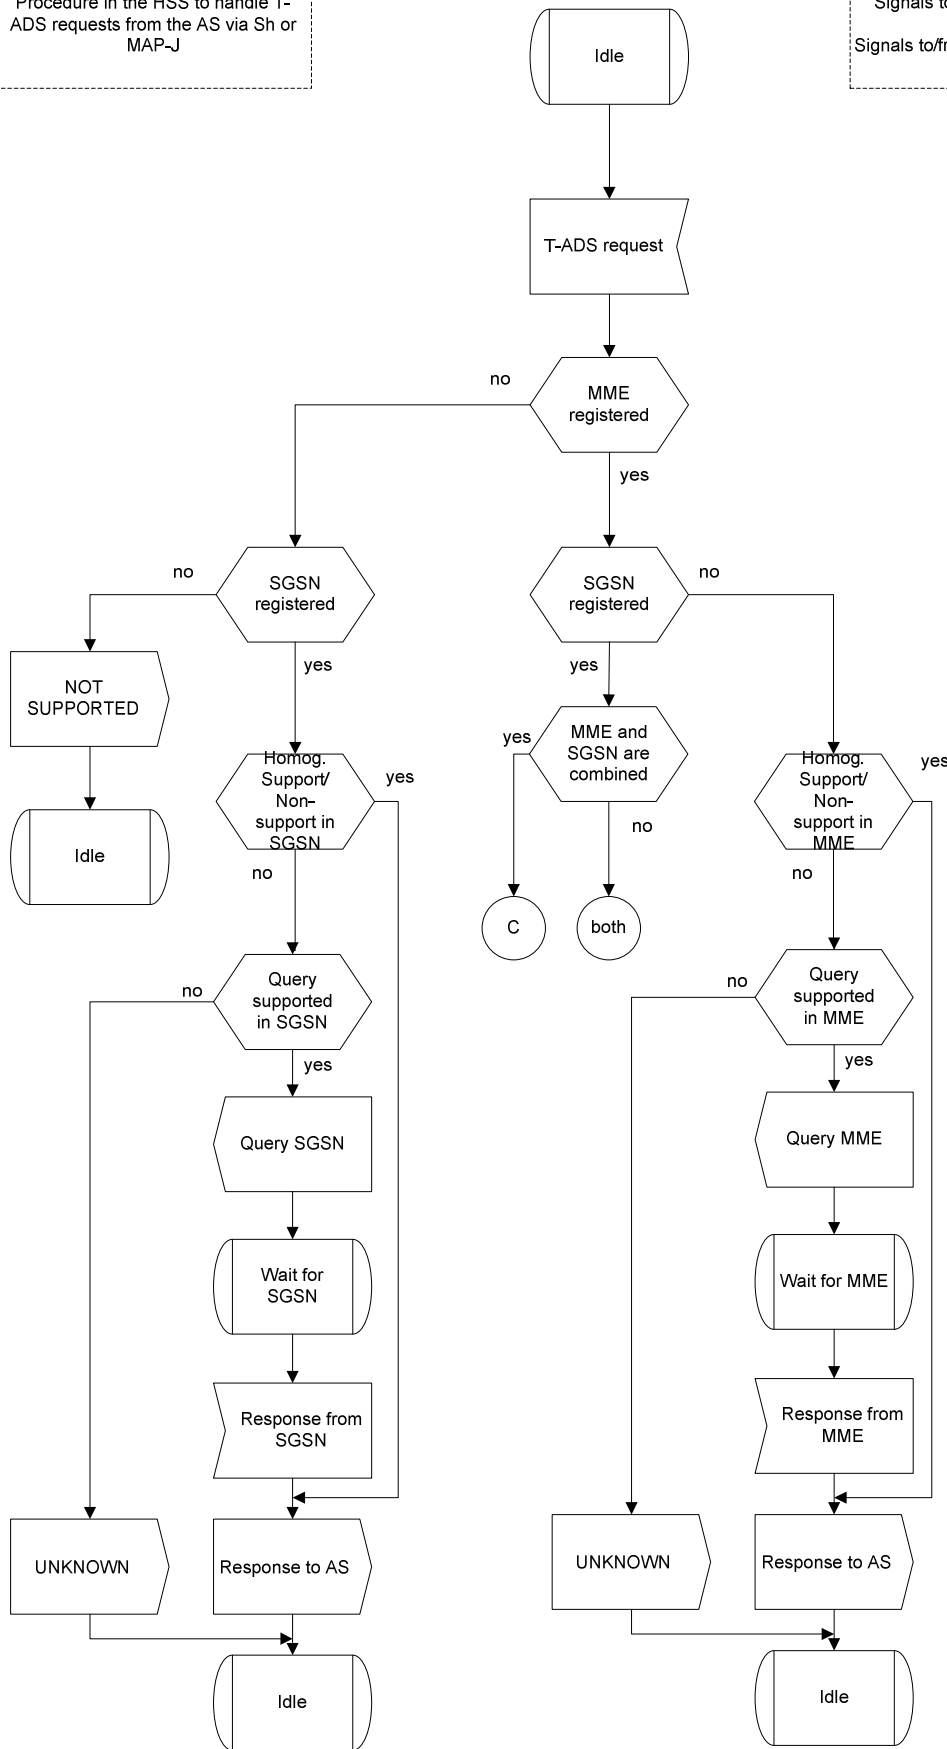 Procedure in the HSS to handle T-
ADS requests from the AS via Sh or
MAP-J
Signals to
Signals to/fr
Idle
T-ADS request
no
MME
registered
yes
no
SGSN
registered
yes
SGSN
registered
no
yes
NOT
SUPPORTED
Idle
Homog.
Support/
Non-
support in
SGSN
yes
no
yes
MME and
SGSN are
combined
no
C
both
Homog.
Support/
Non-
support in
MME
yes
no
no
Query
supported
in SGSN
yes
no
Query
supported
in MME
yes
Query SGSN
Query MME
Wait for
SGSN
Wait for MME
Response from
SGSN
Response from
MME
UNKNOWN
Response to AS
UNKNOWN
Response to AS
Idle
Idle